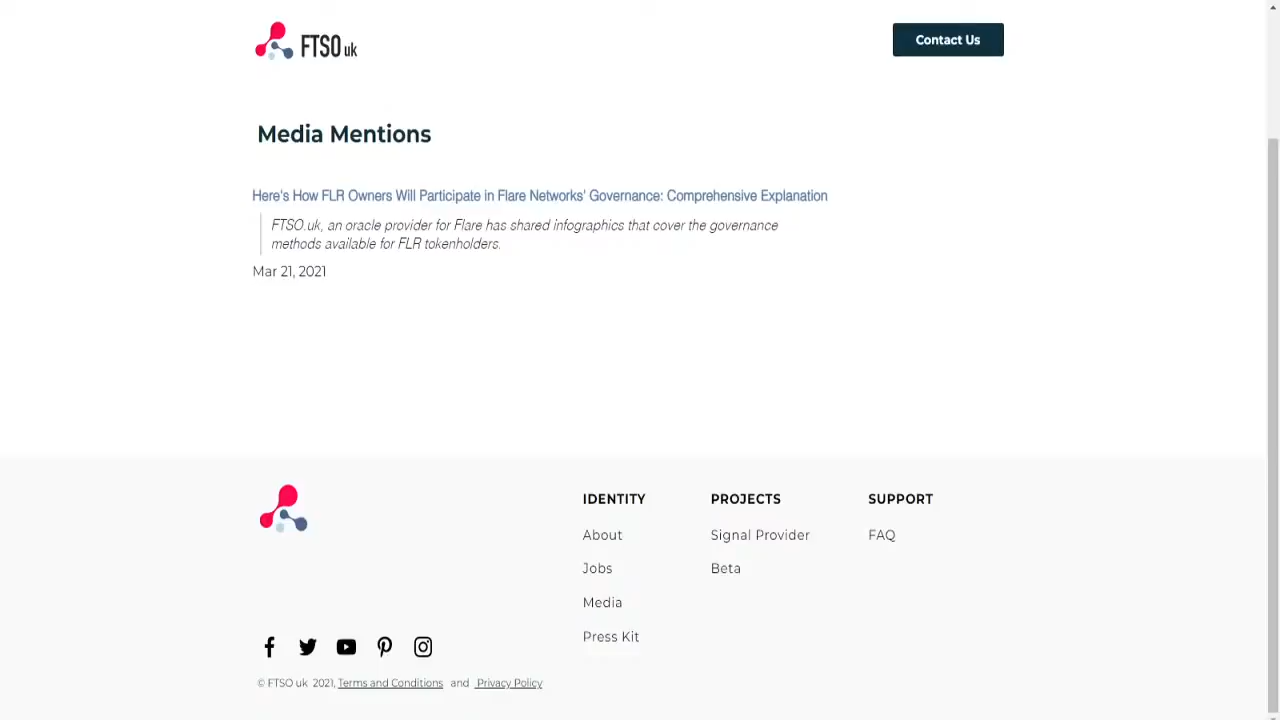 FTSO uk
Contact Us
Media Mentions
Here's How FLR Owners Will Participate in Flare Networks' Governance: Comprehensive Explanation
FTSO.uk, an oracle provider for Flare has shared infographics that cover the governance
methods available for FLR tokenholders.
Mar 21, 2021
IDENTITY
About
Jobs
Media
Press Kit
PROJECTS
Signal Provider
Beta
SUPPORT
FAQ
© FTSO uk 2021, Terms and Conditions and Privacy Policy